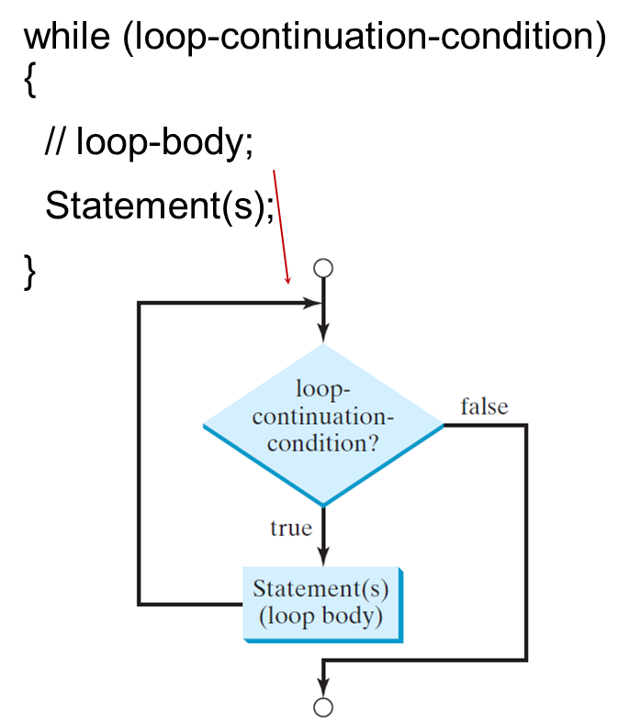 while (loop-continuation-condition)
{
// loop-body;
Statement(s);
}
loop-
continuation-
condition?
false
true
Statement(s)
(loop body)